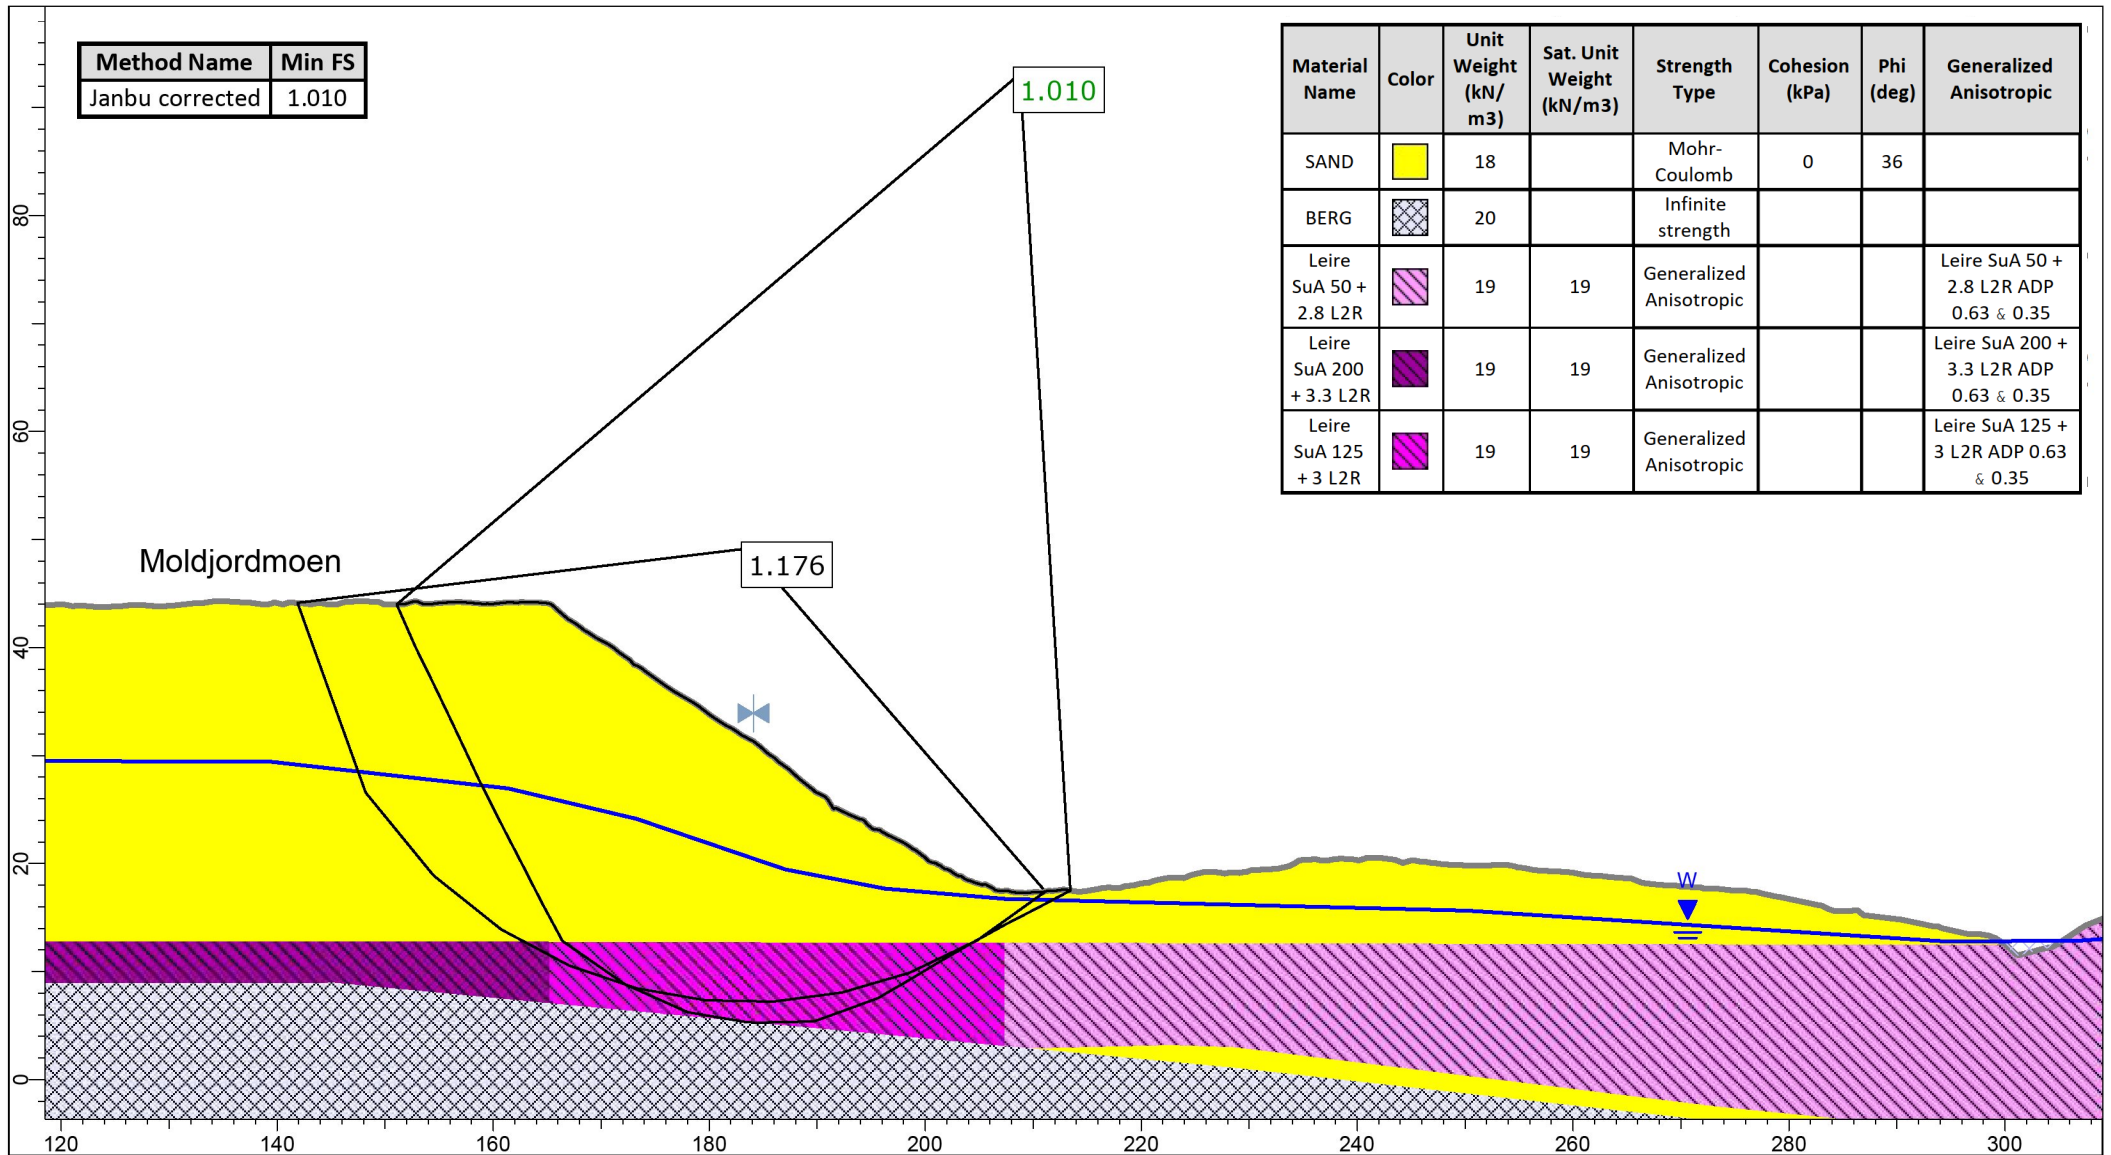 Method Name Min FS
Janbu corrected 1.010
1.010
Material Name Color Unit Weight (kN/ m3) Sat. Unit Weight (kN/m3) Strength Type Cohesion (kPa) Phi (deg) Generalized Anisotropic
SAND 18 Mohr-Coulomb 0 36
BERG 20 Infinite strength
Leire SuA 50 + 2.8 L2R 19 19 Generalized Anisotropic Leire SuA 50 + 2.8 L2R ADP 0.63 & 0.35
Leire SuA 200 + 3.3 L2R 19 19 Generalized Anisotropic Leire SuA 200 + 3.3 L2R ADP 0.63 & 0.35
Leire SuA 125 + 3 L2R 19 19 Generalized Anisotropic Leire SuA 125 + 3 L2R ADP 0.63 & 0.35
Moldjordmoen
1.176
W
80
60
40
20
0
120 140 160 180 200 220 240 260 280 300